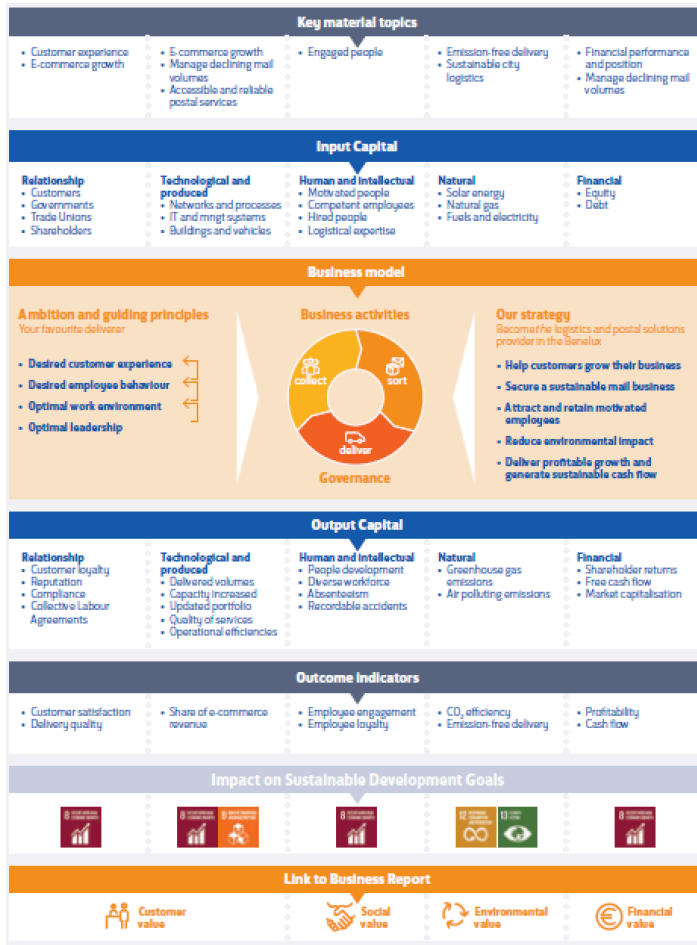 Key material topics
• Customer experience
• E-commerce growth
• E-commerce growth
• Manage declining mail
volumes
• Accessible and reliable
postal services
• Engaged people
• Emission-free delivery
• Sustainable city
logistics
• Financial performance
and position
• Manage declining mail
volumes
Input Capital
Relationship
• Customers
• Governments
• Trade Unions
• Shareholders
Technological and
produced
• Networks and processes
• IT and mngt systems
• Buildings and vehicles
Human and intellectual
• Motivated people
• Competent employees
• Hired people
• Logistical expertise
Natural
• Solar energy
• Natural gas
• Fuels and electricity
Financial
• Equity
• Debt
Business model
Ambition and guiding principles
Your favourite deliverer
• Desired customer experience
• Desired employee behaviour
• Optimal work environment
• Optimal leadership
Business activities
collect
sort
deliver
Governance
Our strategy
Become the logistics and postal solutions
provider in the Benelux
• Help customers grow their business
• Secure a sustainable mail business
• Attract and retain motivated
employees
• Reduce environmental impact
• Deliver profitable growth and
generate sustainable cash flow
Output Capital
Relationship
• Customer loyalty
• Reputation
• Compliance
• Collective Labour
Agreements
Technological and
produced
• Delivered volumes
• Capacity increased
• Updated portfolio
• Quality of services
• Operational efficiencies
Human and intellectual
• People development
• Diverse workforce
• Absenteeism
• Recordable accidents
Natural
• Greenhouse gas
emissions
• Air polluting emissions
Financial
• Shareholder returns
• Free cash flow
• Market capitalisation
Outcome indicators
• Customer satisfaction
• Delivery quality
• Share of e-commerce
revenue
• Employee engagement
• Employee loyalty
• CO₂ efficiency
• Emission-free delivery
• Profitability
• Cash flow
Impact on Sustainable Development Goals
8
8
9
8
12
13
8
Link to Business Report
Customer
value
Social
value
Environmental
value
Financial
value